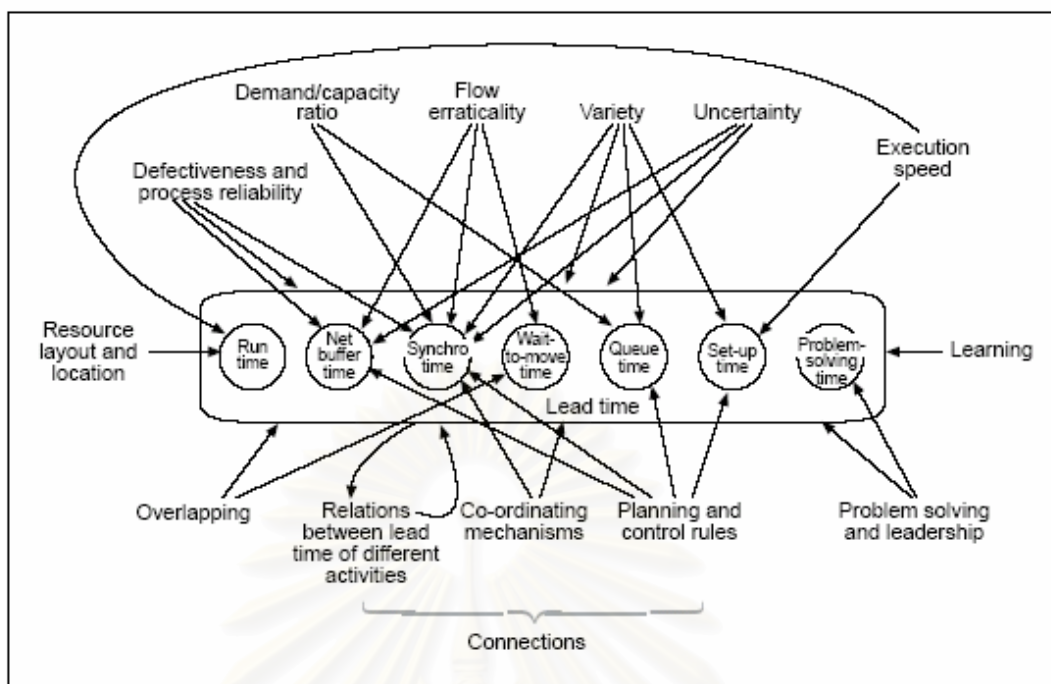 Demand/capacity
ratio
Flow
erraticality
Variety
Uncertainty
Execution
speed
Defectiveness and
process reliability
Resource
layout and
location
Run
time
Net
buffer
time
Synchro
time
Wait-
to-move
time
Queue
time
Set-up
time
Problem-
solving
time
Learning
Lead time
Overlapping
Relations
between lead
time of different
activities
Co-ordinating
mechanisms
Planning and
control rules
Problem solving
and leadership
Connections